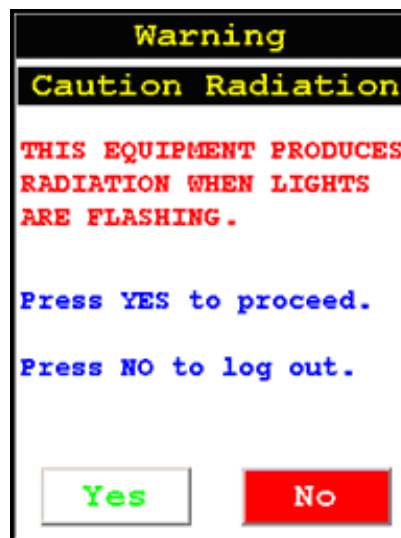 Warning
Caution Radiation
THIS EQUIPMENT PRODUCES
RADIATION WHEN LIGHTS
ARE FLASHING.
Press YES to proceed.
Press NO to log out.
Yes No